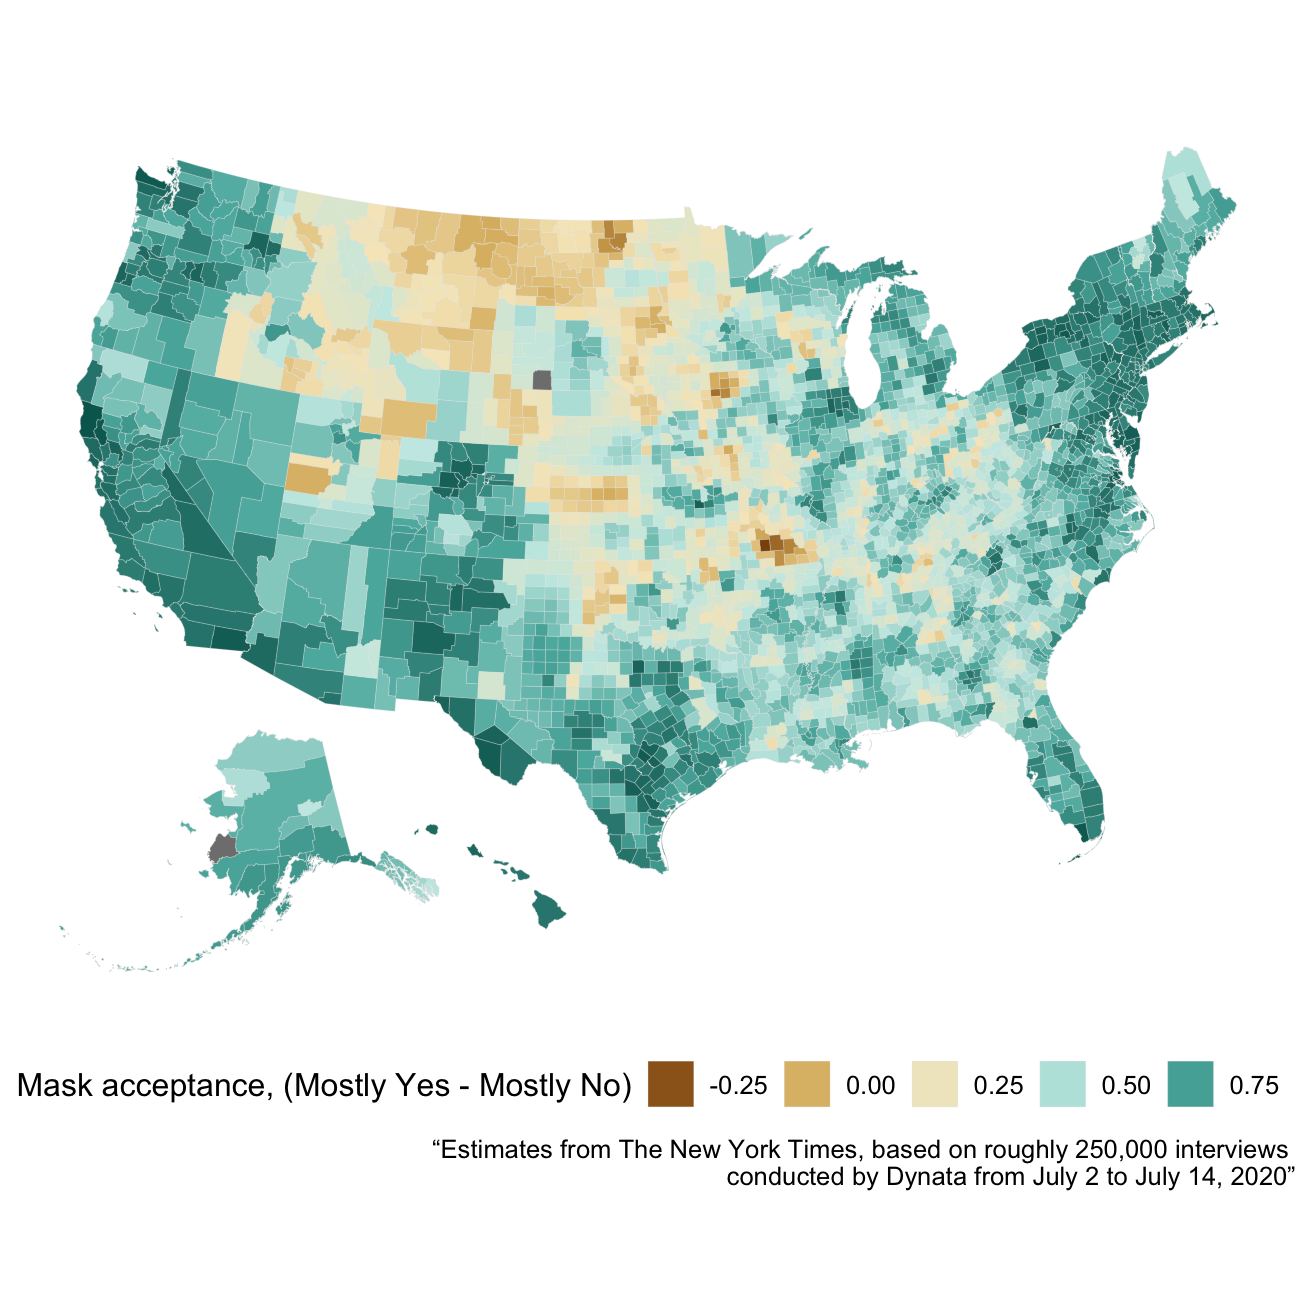 Mask acceptance, (Mostly Yes - Mostly No) -0.25 0.00 0.25 0.50 0.75
“Estimates from The New York Times, based on roughly 250,000 interviews
conducted by Dynata from July 2 to July 14, 2020”